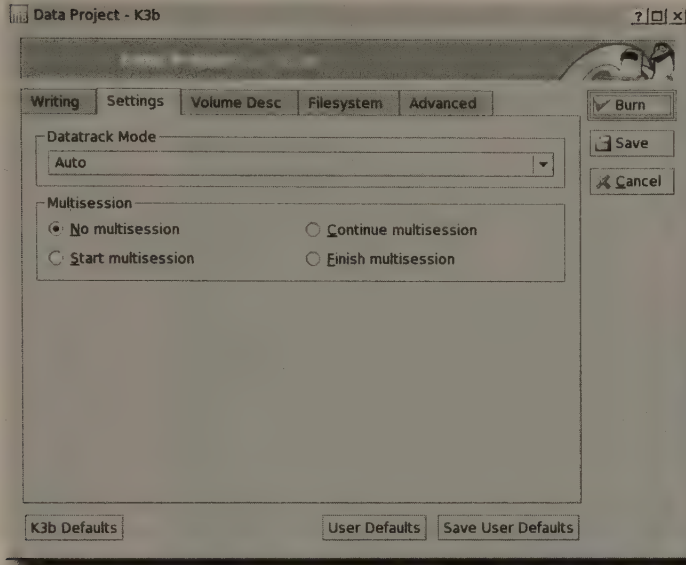 Data Project - K3b
Writing Settings Volume Desc Filesystem Advanced
Burn
Save
Cancel
Datatrack Mode
Auto
Multisession
No multisession
Continue multisession
Start multisession
Finish multisession
K3b Defaults
User Defaults
Save User Defaults